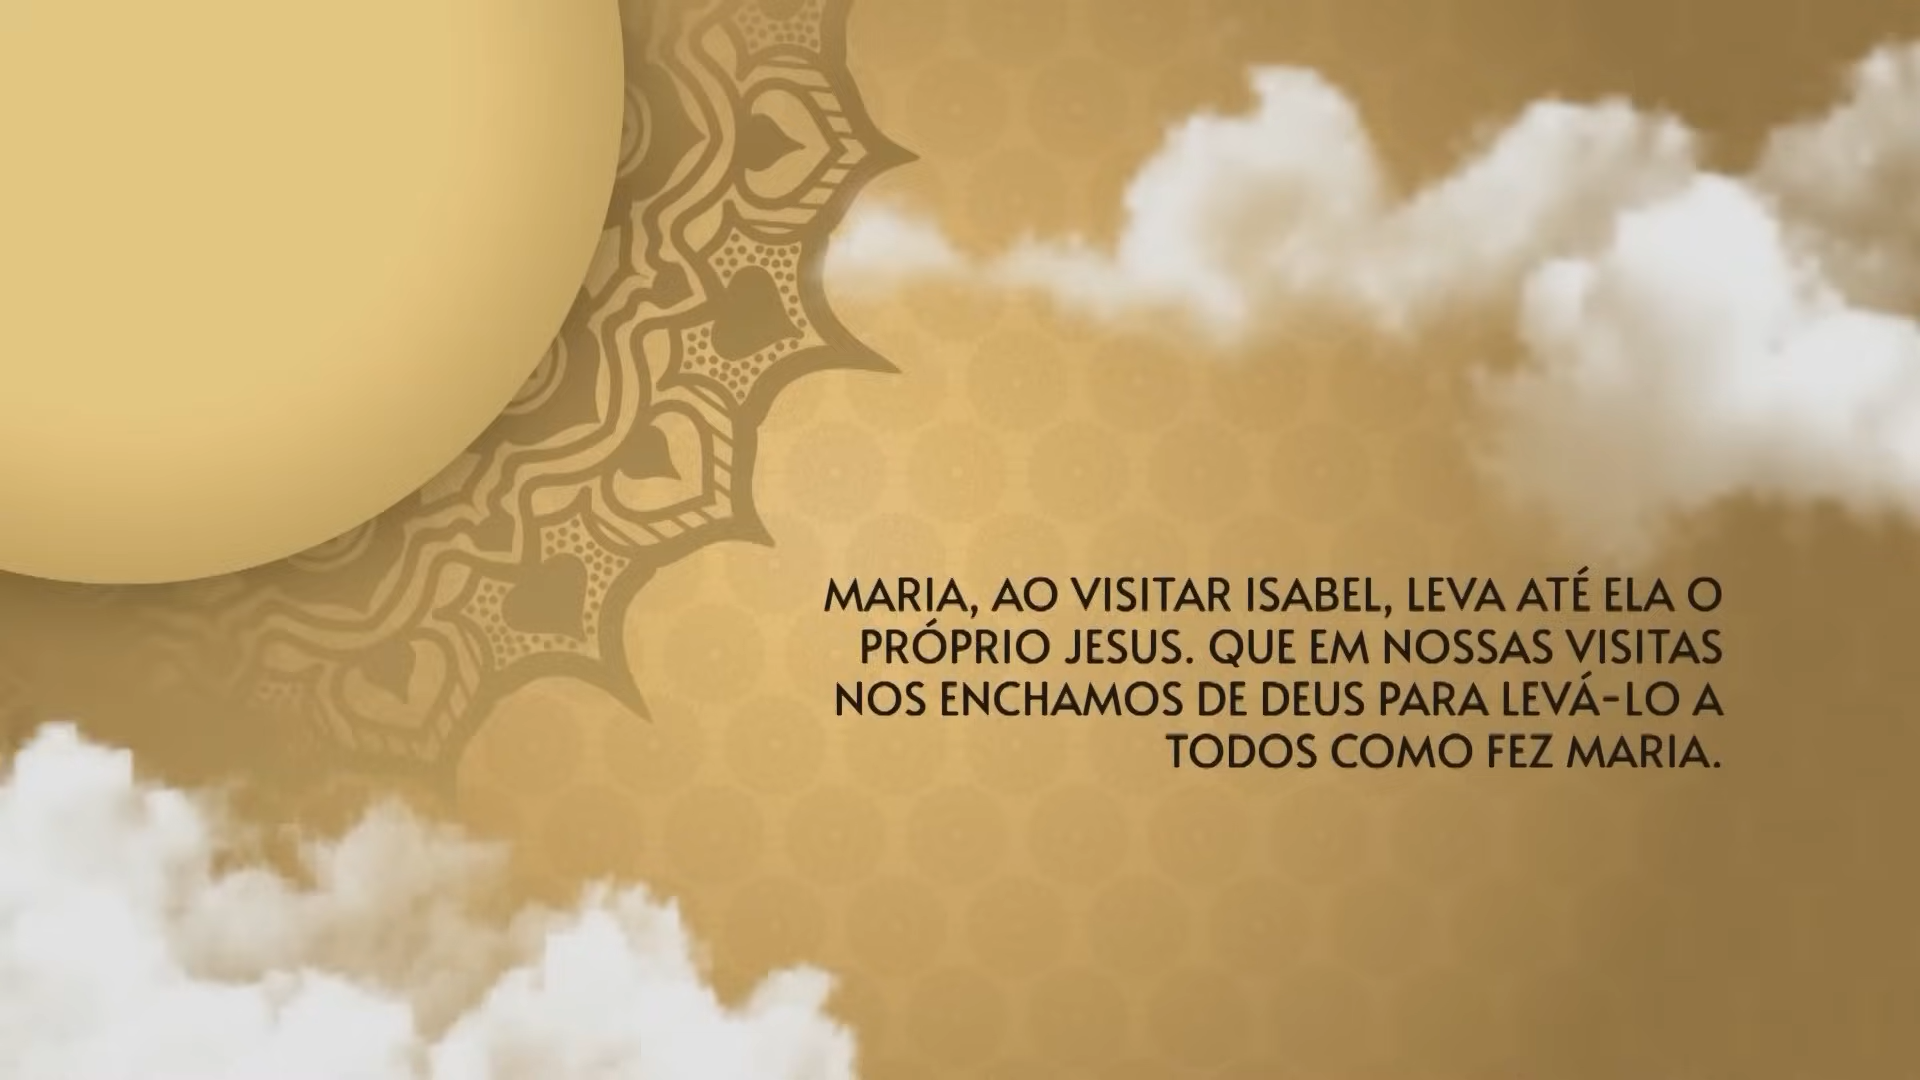 MARIA, AO VISITAR ISABEL, LEVA ATÉ ELA O
PRÓPRIO JESUS. QUE EM NOSSAS VISITAS
NOS ENCHAMOS DE DEUS PARA LEVÁ-LO A
TODOS COMO FEZ MARIA.